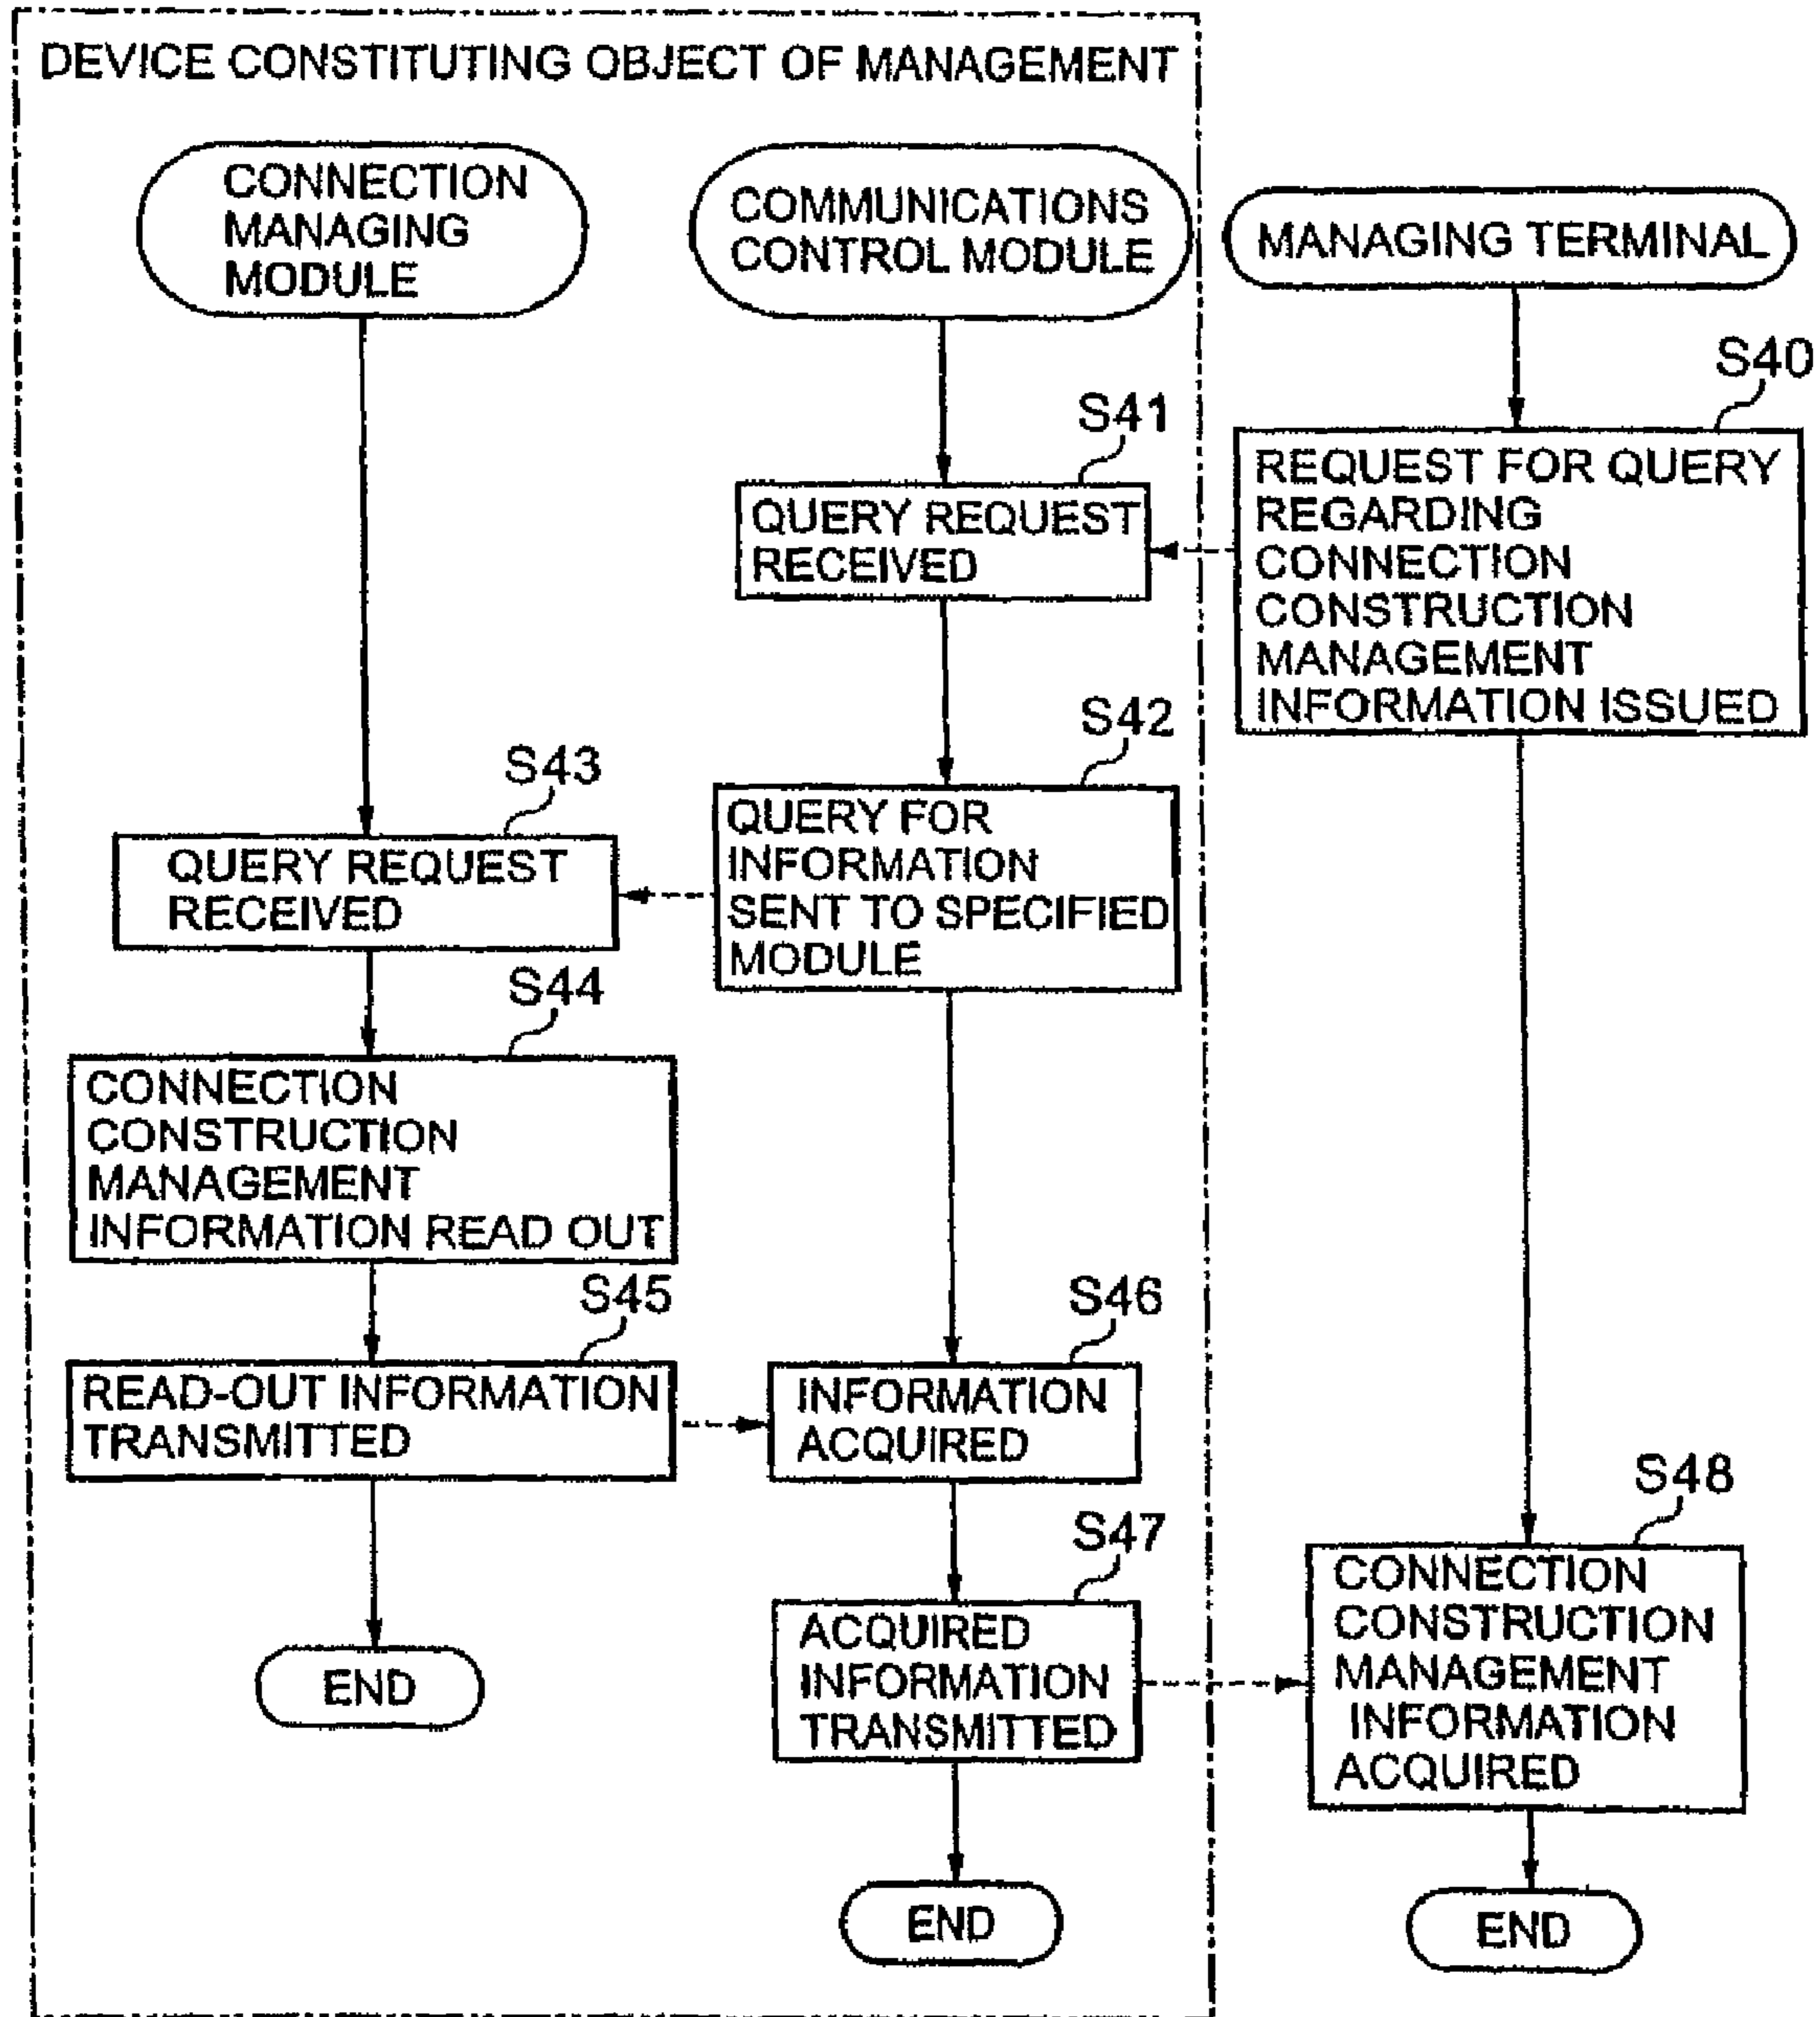 DEVICE CONSTITUTING OBJECT OF MANAGEMENT
CONNECTION
MANAGING
MODULE
COMMUNICATIONS
CONTROL MODULE
MANAGING TERMINAL
S40
REQUEST FOR QUERY
REGARDING
CONNECTION
CONSTRUCTION
MANAGEMENT
INFORMATION ISSUED
S41
QUERY REQUEST
RECEIVED
S42
QUERY FOR
INFORMATION
SENT TO SPECIFIED
MODULE
S43
QUERY REQUEST
RECEIVED
S44
CONNECTION
CONSTRUCTION
MANAGEMENT
INFORMATION READ OUT
S45
READ-OUT INFORMATION
TRANSMITTED
S46
INFORMATION
ACQUIRED
S47
ACQUIRED
INFORMATION
TRANSMITTED
S48
CONNECTION
CONSTRUCTION
MANAGEMENT
INFORMATION
ACQUIRED
END
END
END